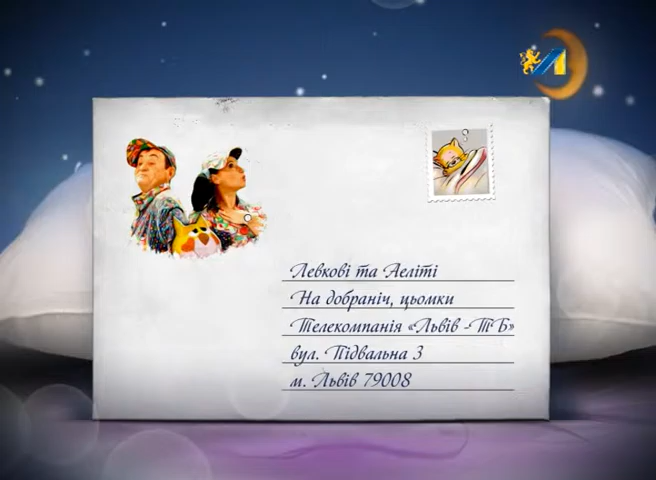 Левкові та Аеліті
На добраніч, цьомки
Телекомпанія «Львів -ТБ»
вул. Підвальна 3
м. Львів 79008